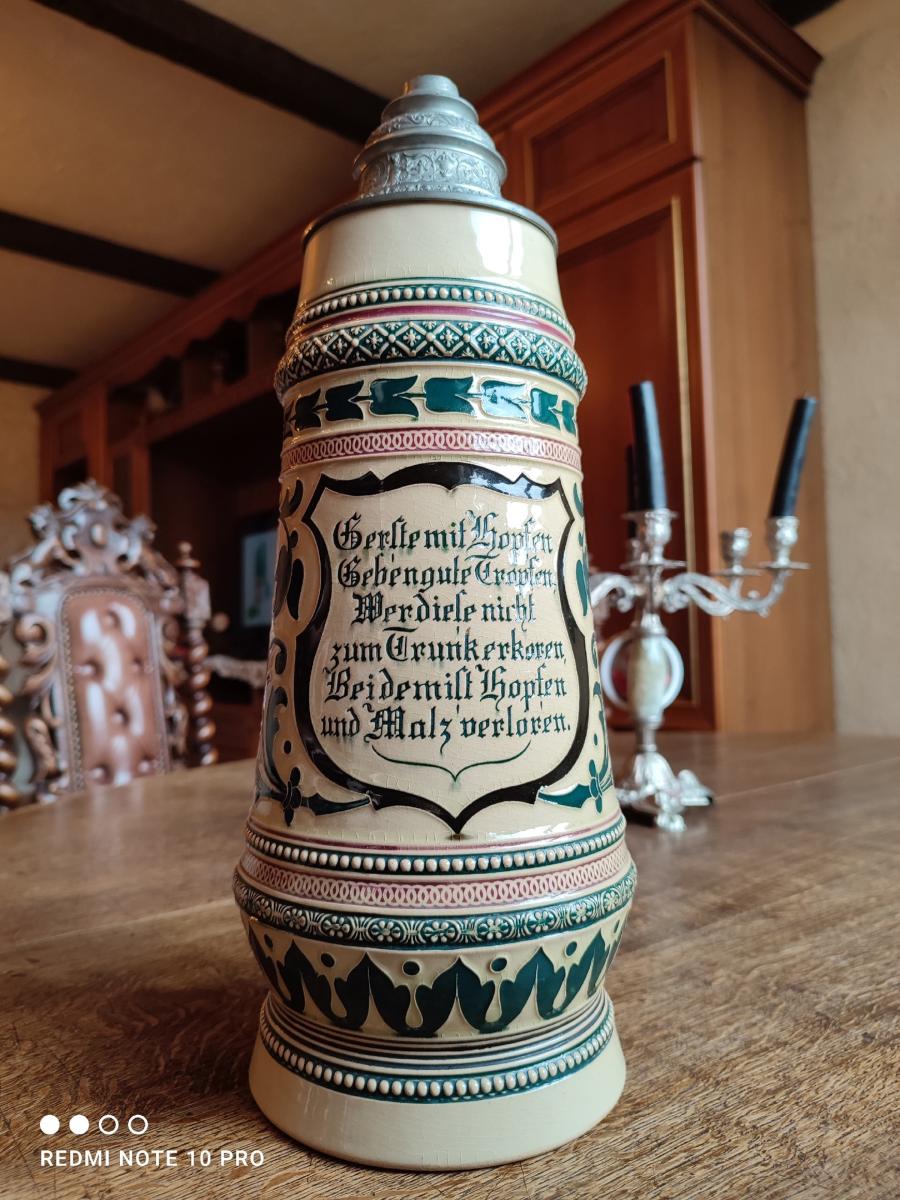 Gerste mit Hopfen
Geben gute Tropfen.
Wer diese nicht
zum Trunk erkoren,
Bei dem ist Hopfen
und Malz verloren.
REDMI NOTE 10 PRO